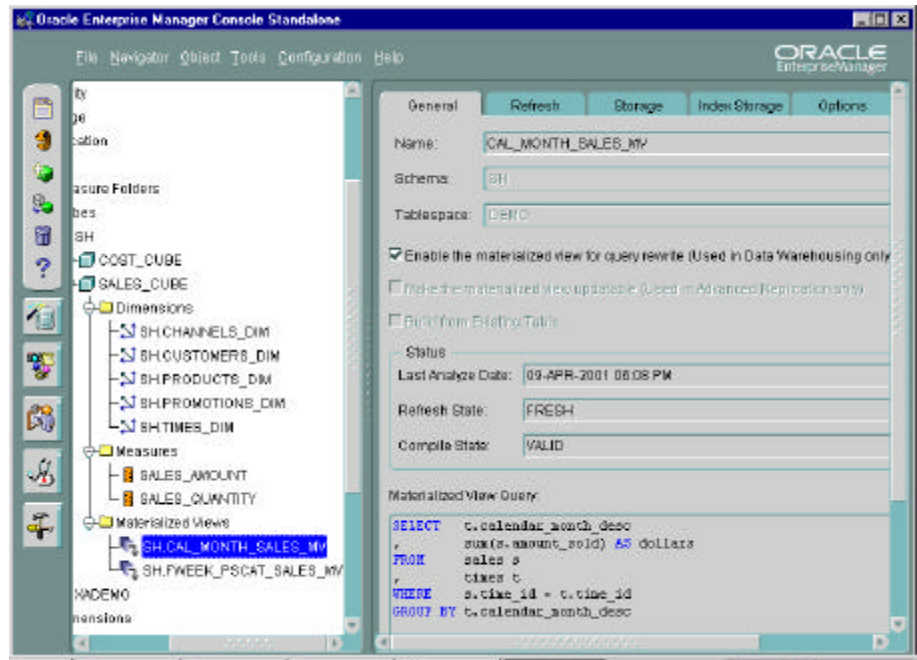 Oracle Enterprise Manager Console Standalone
File Navigator Object Tools Configuration Help
ORACLE
EnterpriseManager
ity
ge
cation
asure Folders
bes
SH
COST_CUBE
SALES_CUBE
Dimensions
SH.CHANNELS_DIM
SH.CUSTOMERS_DIM
SH.PRODUCTS_DIM
SH.PROMOTIONS_DIM
SH.TIMES_DIM
Measures
SALES_AMOUNT
SALES_QUANTITY
Materialized Views
SH.CAL_MONTH_SALES_MV
SH.FWEEK_PSCAT_SALES_MV
XADEMO
mensions
General Refresh Storage Index Storage Options
Name: CAL_MONTH_SALES_MV
Schema: SH
Tablespace: DEMO
Enable the materialized view for query rewrite (Used in Data Warehousing only
Make the materialized view updatable (Used in Advanced Replication only)
Build from Existing Table
Status
Last Analyze Date: 09-APR-2001 06:08 PM
Refresh State: FRESH
Compile State: VALID
Materialized View Query:
SELECT t.calendar_month_desc
, sum(s.amount_sold) AS dollars
FROM sales s
, times t
WHERE s.time_id = t.time_id
GROUP BY t.calendar_month_desc